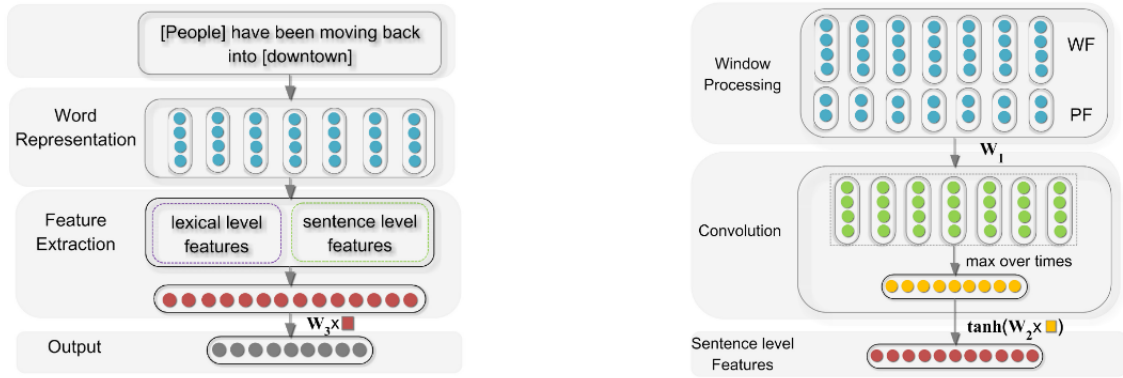 [People] have been moving back
into [downtown]
Word
Representation
Feature
Extraction
lexical level
features
sentence level
features
W3x
Output
Window
Processing
WF
PF
W1
Convolution
max over times
tanh(W2x )
Sentence level
Features